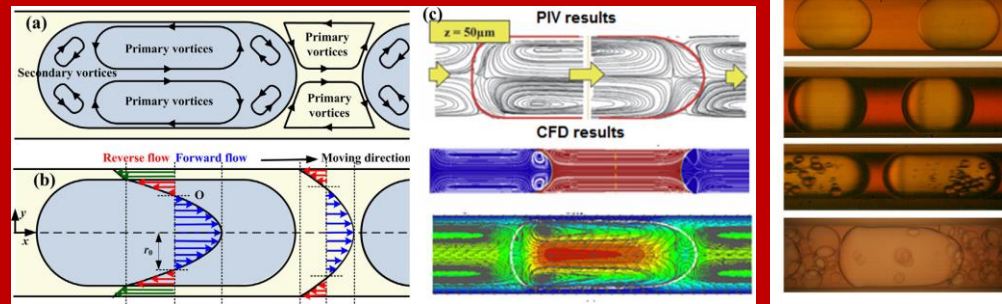 (a)
Primary vortices
Primary
vortices
Secondary vortices
Primary vortices
Primary
vortices
Reverse flow Forward flow Moving direction
(b)
O
y
x
r₀
(c)
PIV results
z = 50μm
CFD results